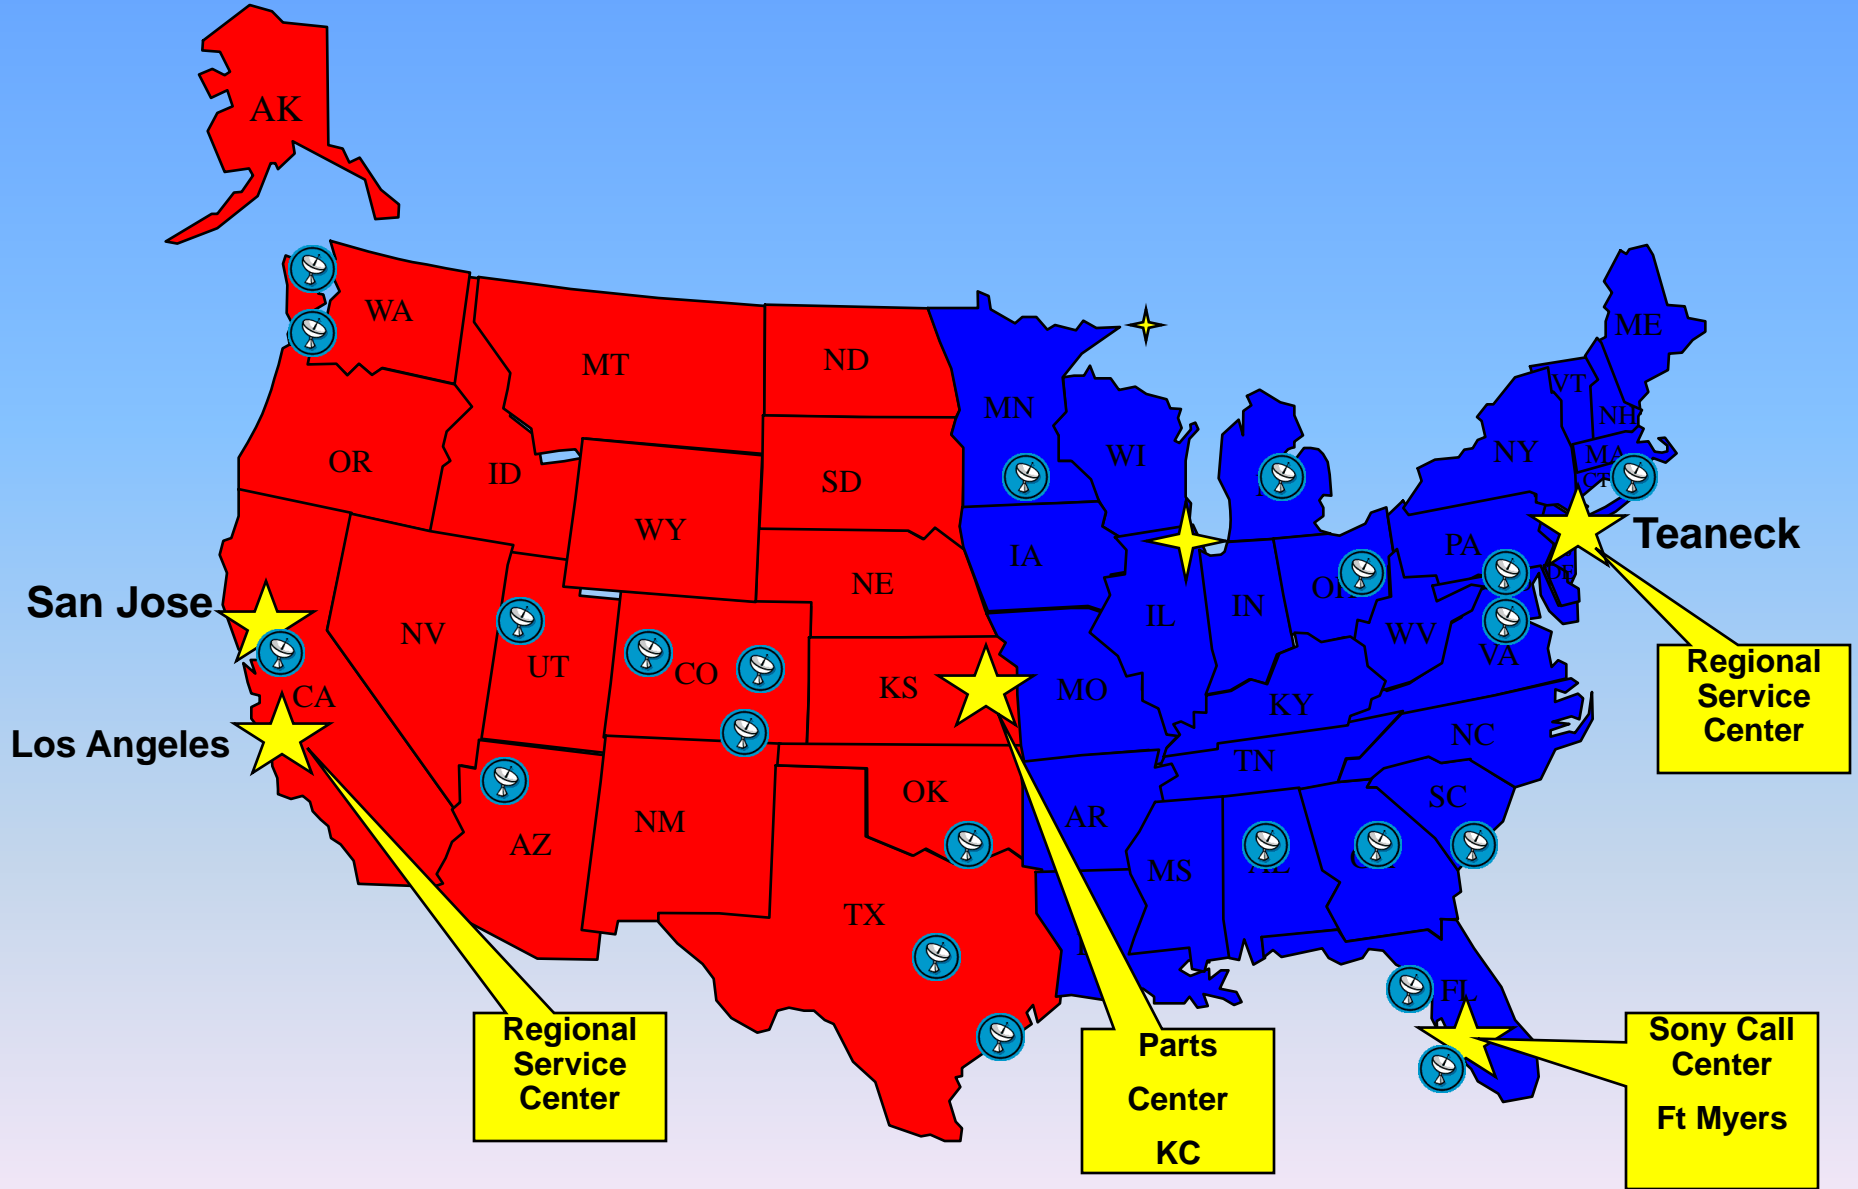 AK
WA
MT
ND
MN
ME
VT
NH
OR
ID
SD
WI
NY
MA
CT
WY
Teaneck
IA
PA
NE
San Jose
NV
UT
CO
KS
MO
IL
IN
WV
VA
KY
CA
Los Angeles
Regional
Service
Center
NC
TN
OK
AR
SC
NM
AZ
MS
TX
FL
Regional
Service
Center
Parts
Center
KC
Sony Call
Center
Ft Myers